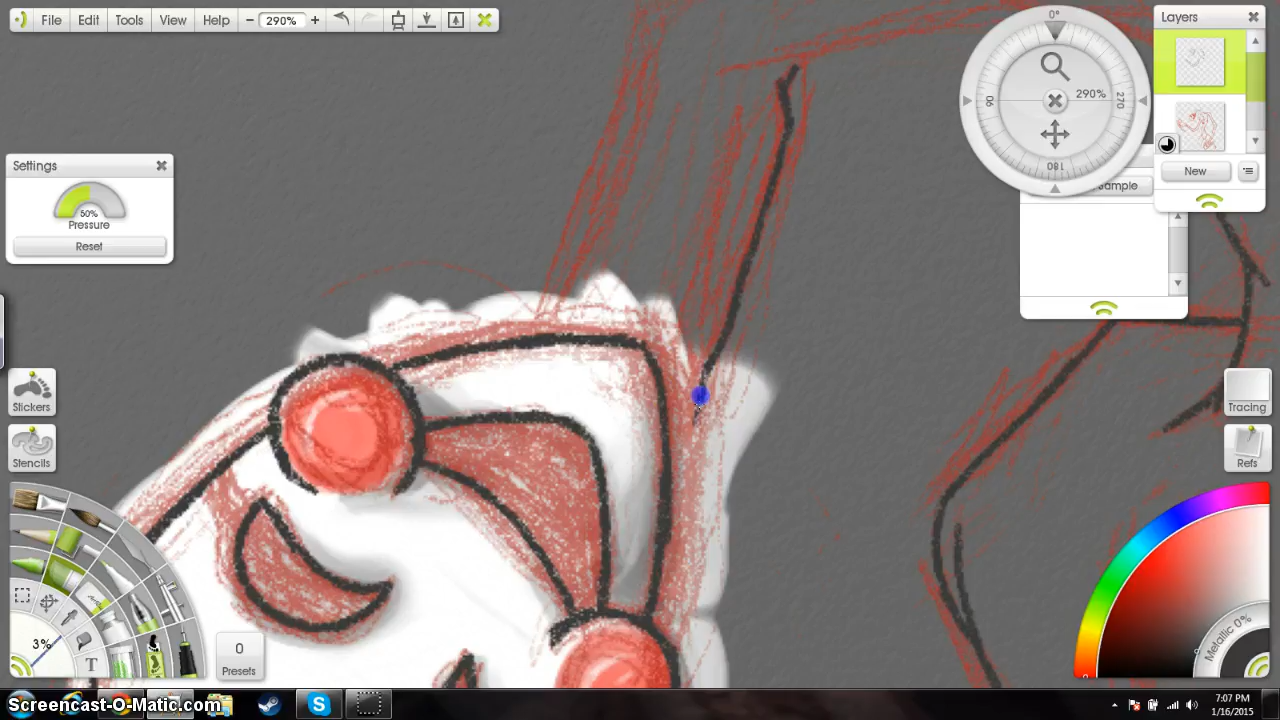 File Edit Tools View Help − 290% +
Layers
0°
290%
90
270
180
Sample
New
Settings
50%
Pressure
Reset
Stickers
Stencils
Tracing
Refs
3%
T
0
Presets
Metallic 0%
Screencast-O-Matic.com
7:07 PM
1/16/2015